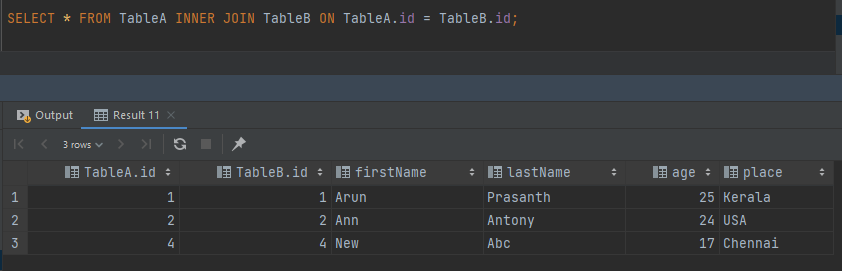 SELECT * FROM TableA INNER JOIN TableB ON TableA.id = TableB.id;
Output Result 11
3 rows
TableA.id TableB.id firstName lastName age place
1 1 1 Arun Prasanth 25 Kerala
2 2 2 Ann Antony 24 USA
3 4 4 New Abc 17 Chennai